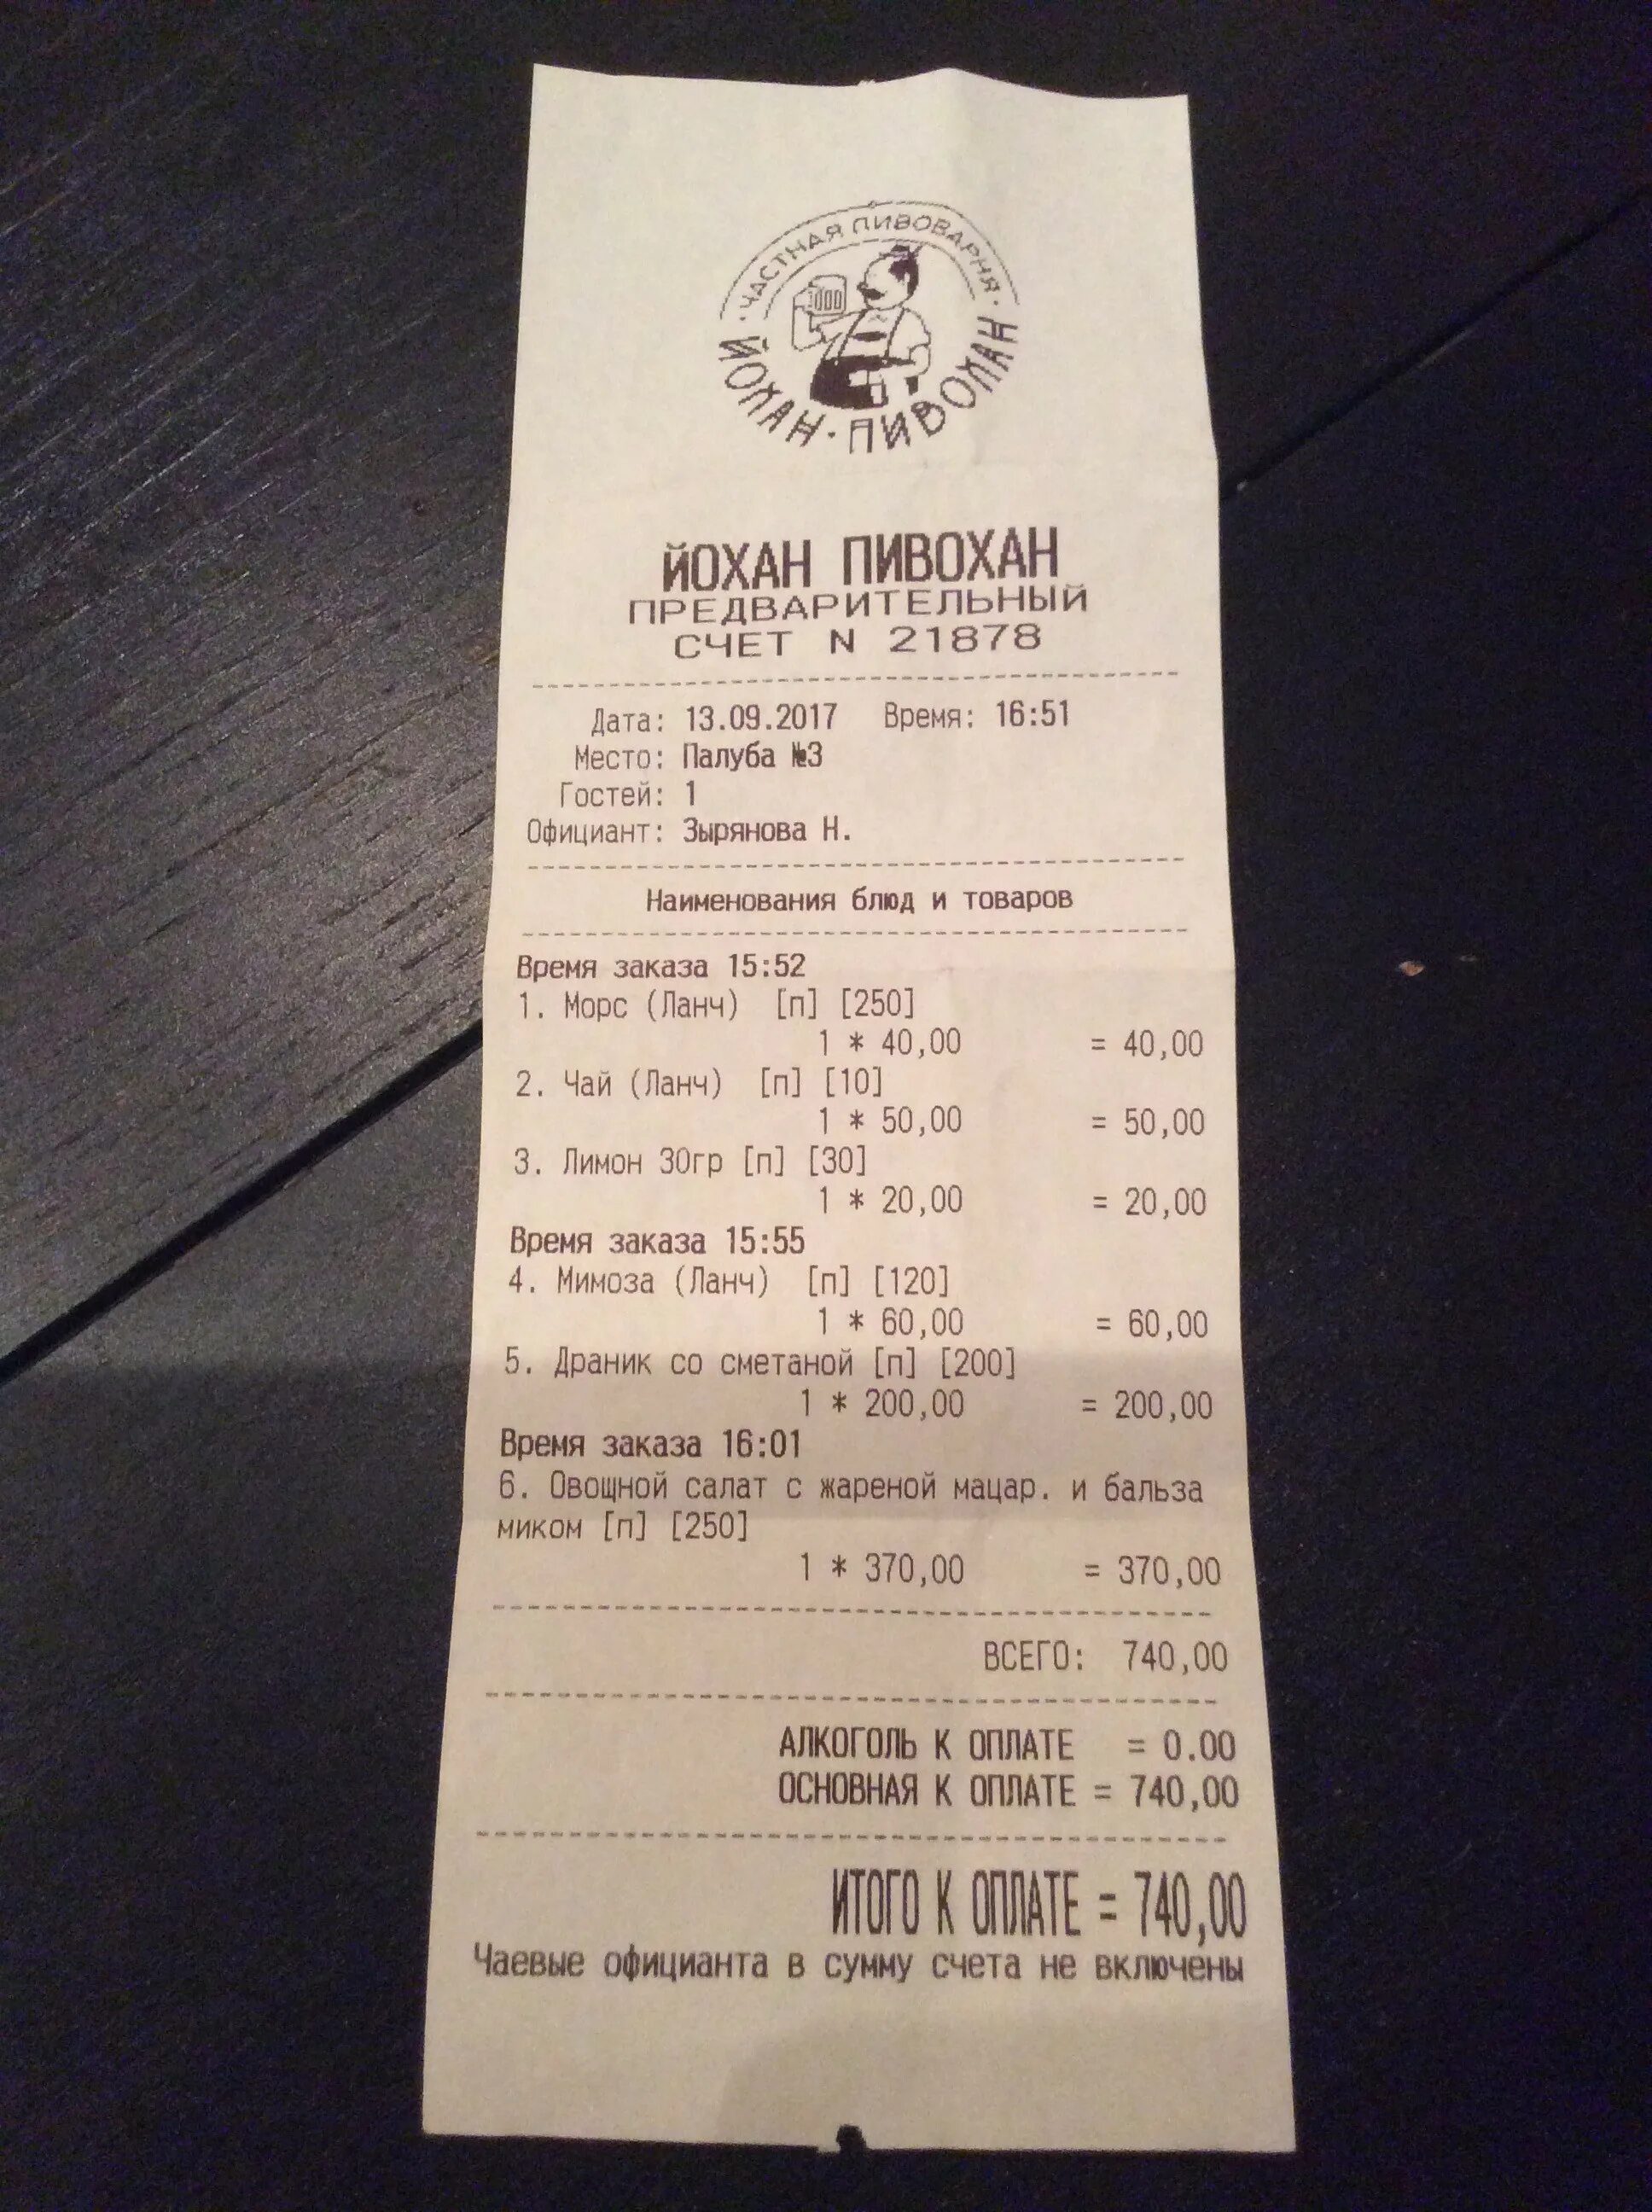 ·ЧАСТНАЯ ПИВОВАРНЯ·
ЙОХАН·ПИВОХАН
ЙОХАН ПИВОХАН
ПРЕДВАРИТЕЛЬНЫЙ
СЧЕТ N 21878
Дата: 13.09.2017 Время: 16:51
Место: Палуба №3
Гостей: 1
Официант: Зырянова Н.
Наименования блюд и товаров
Время заказа 15:52
1. Морс (Ланч) [п] [250]
1 * 40,00 = 40,00
2. Чай (Ланч) [п] [10]
1 * 50,00 = 50,00
3. Лимон 30гр [п] [30]
1 * 20,00 = 20,00
Время заказа 15:55
4. Мимоза (Ланч) [п] [120]
1 * 60,00 = 60,00
5. Драник со сметаной [п] [200]
1 * 200,00 = 200,00
Время заказа 16:01
6. Овощной салат с жареной мацар. и бальза
миком [п] [250]
1 * 370,00 = 370,00
ВСЕГО: 740,00
АЛКОГОЛЬ К ОПЛАТЕ = 0.00
ОСНОВНАЯ К ОПЛАТЕ = 740,00
ИТОГО К ОПЛАТЕ = 740,00
Чаевые официанта в сумму счета не включены